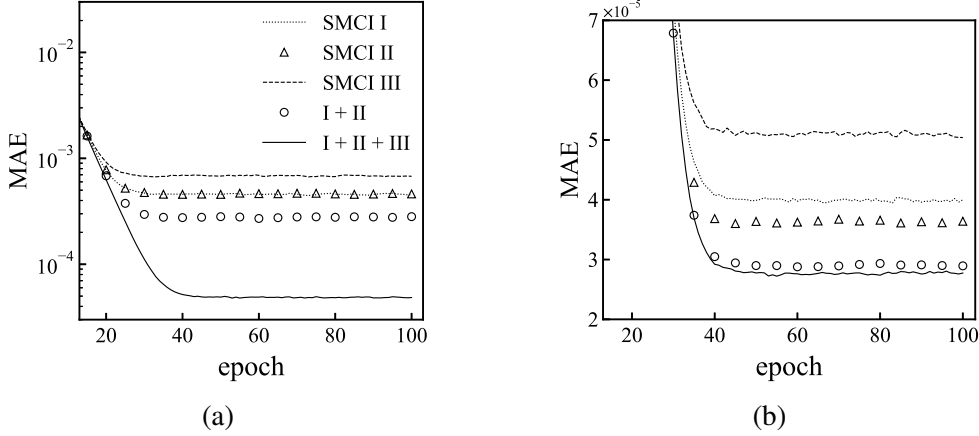 10⁻²
10⁻³
10⁻⁴
MAE
SMCI I
SMCI II
SMCI III
I + II
I + II + III
20 40 60 80 100
epoch
(a)
×10⁻⁵
7
6
5
4
3
2
MAE
20 40 60 80 100
epoch
(b)